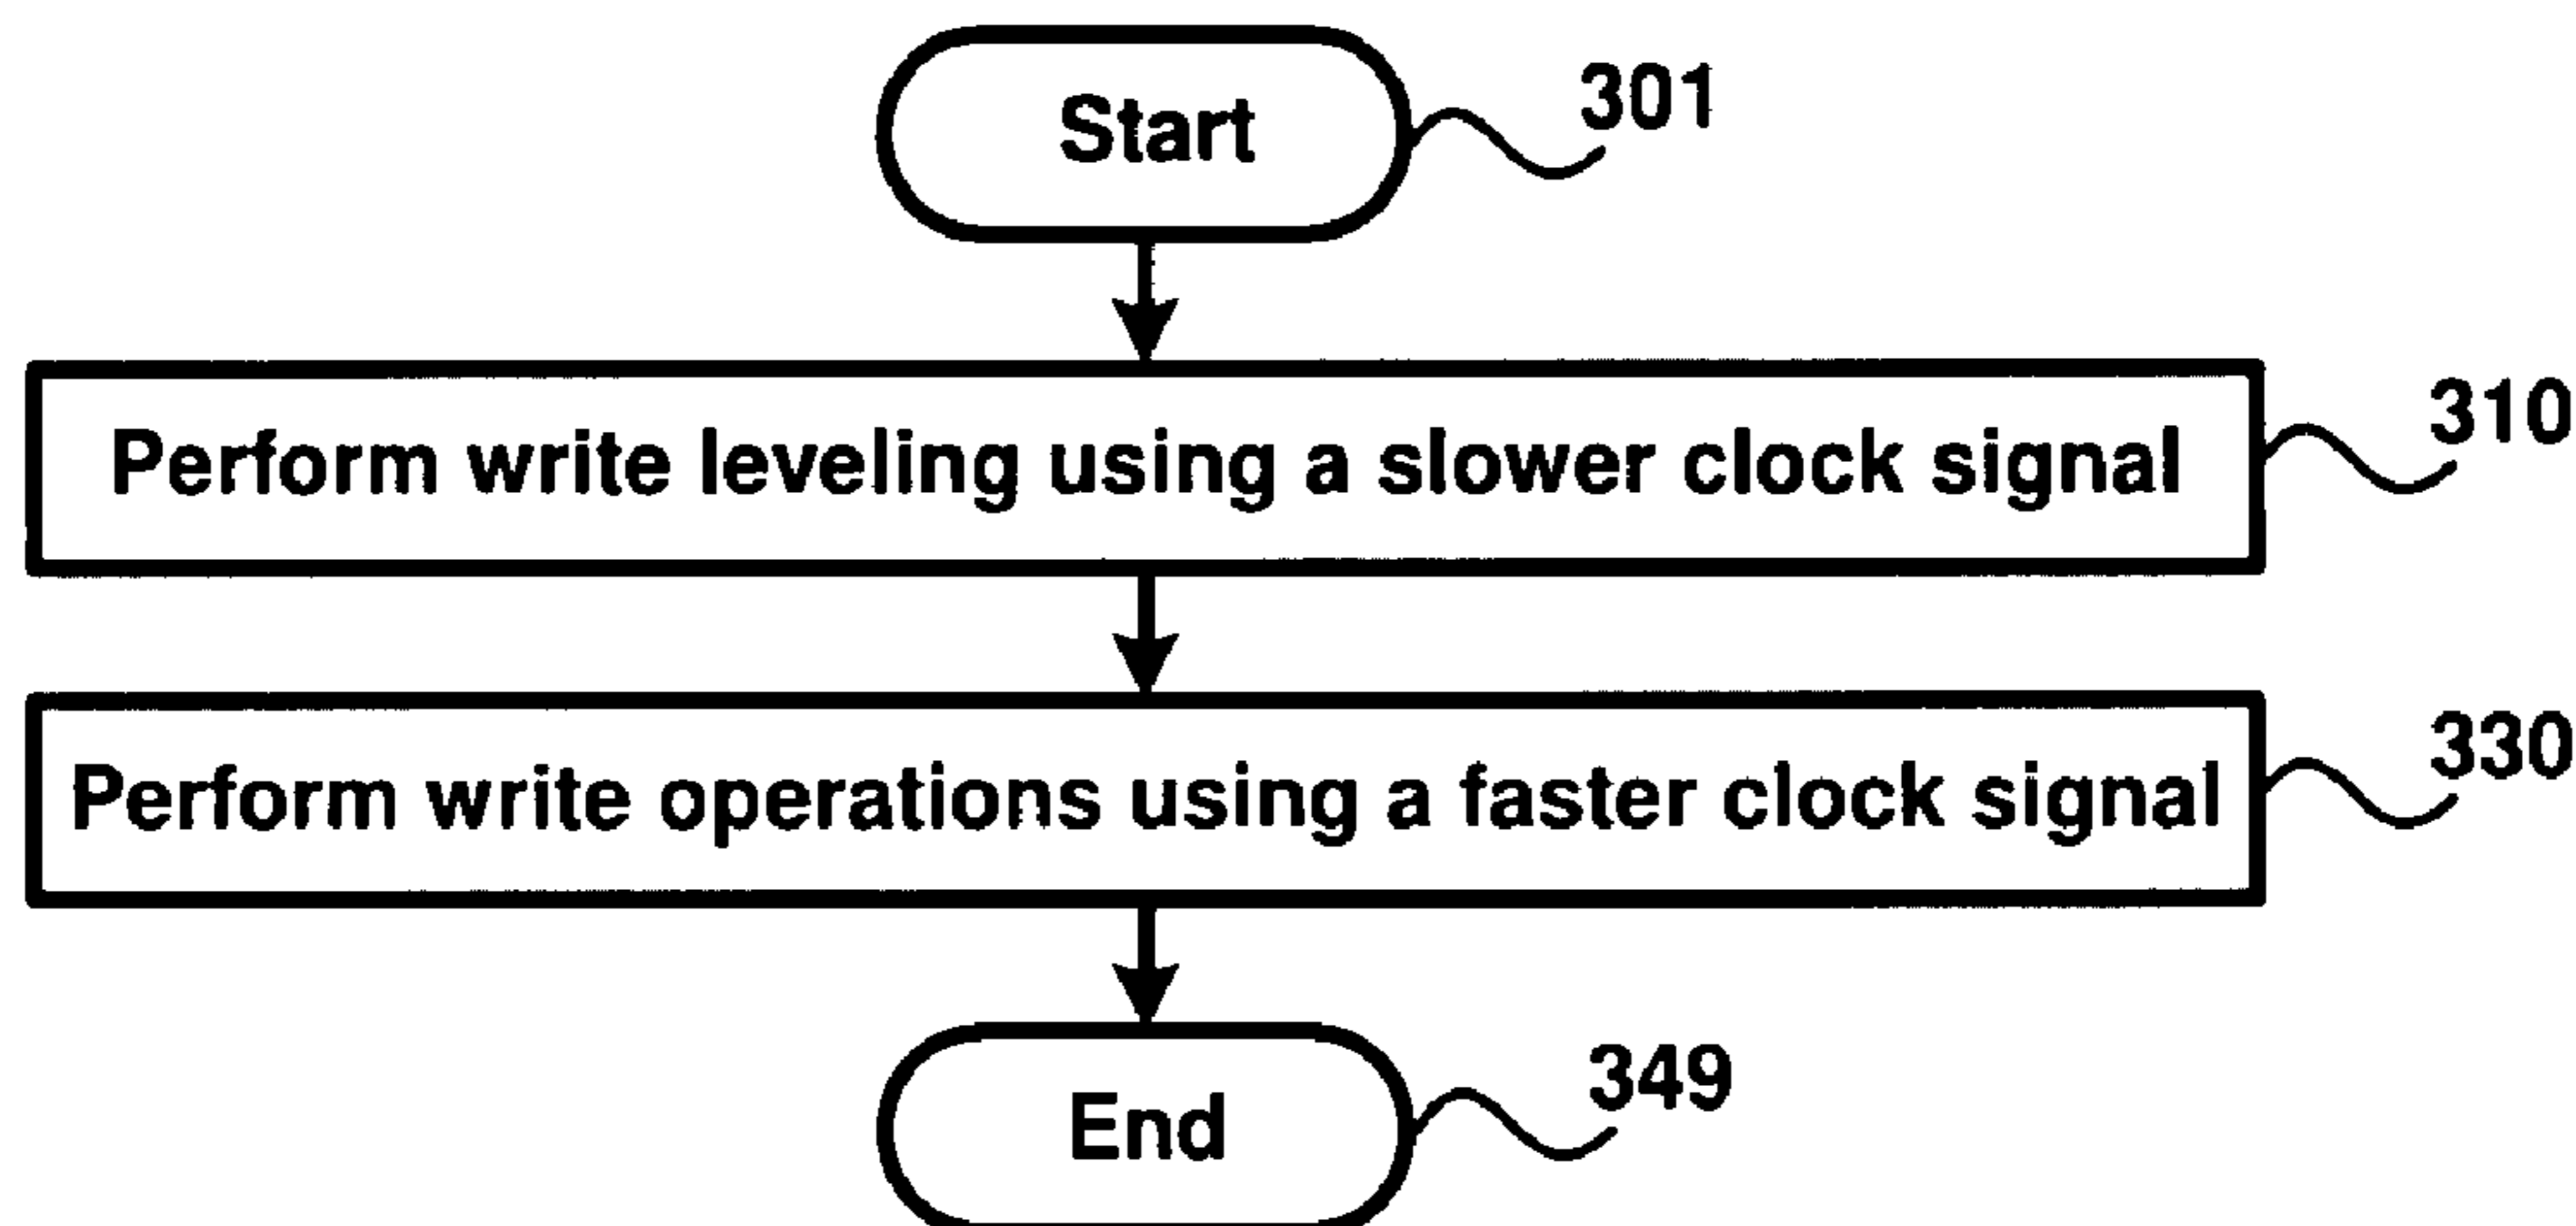 Start
301
Perform write leveling using a slower clock signal
310
Perform write operations using a faster clock signal
330
End
349